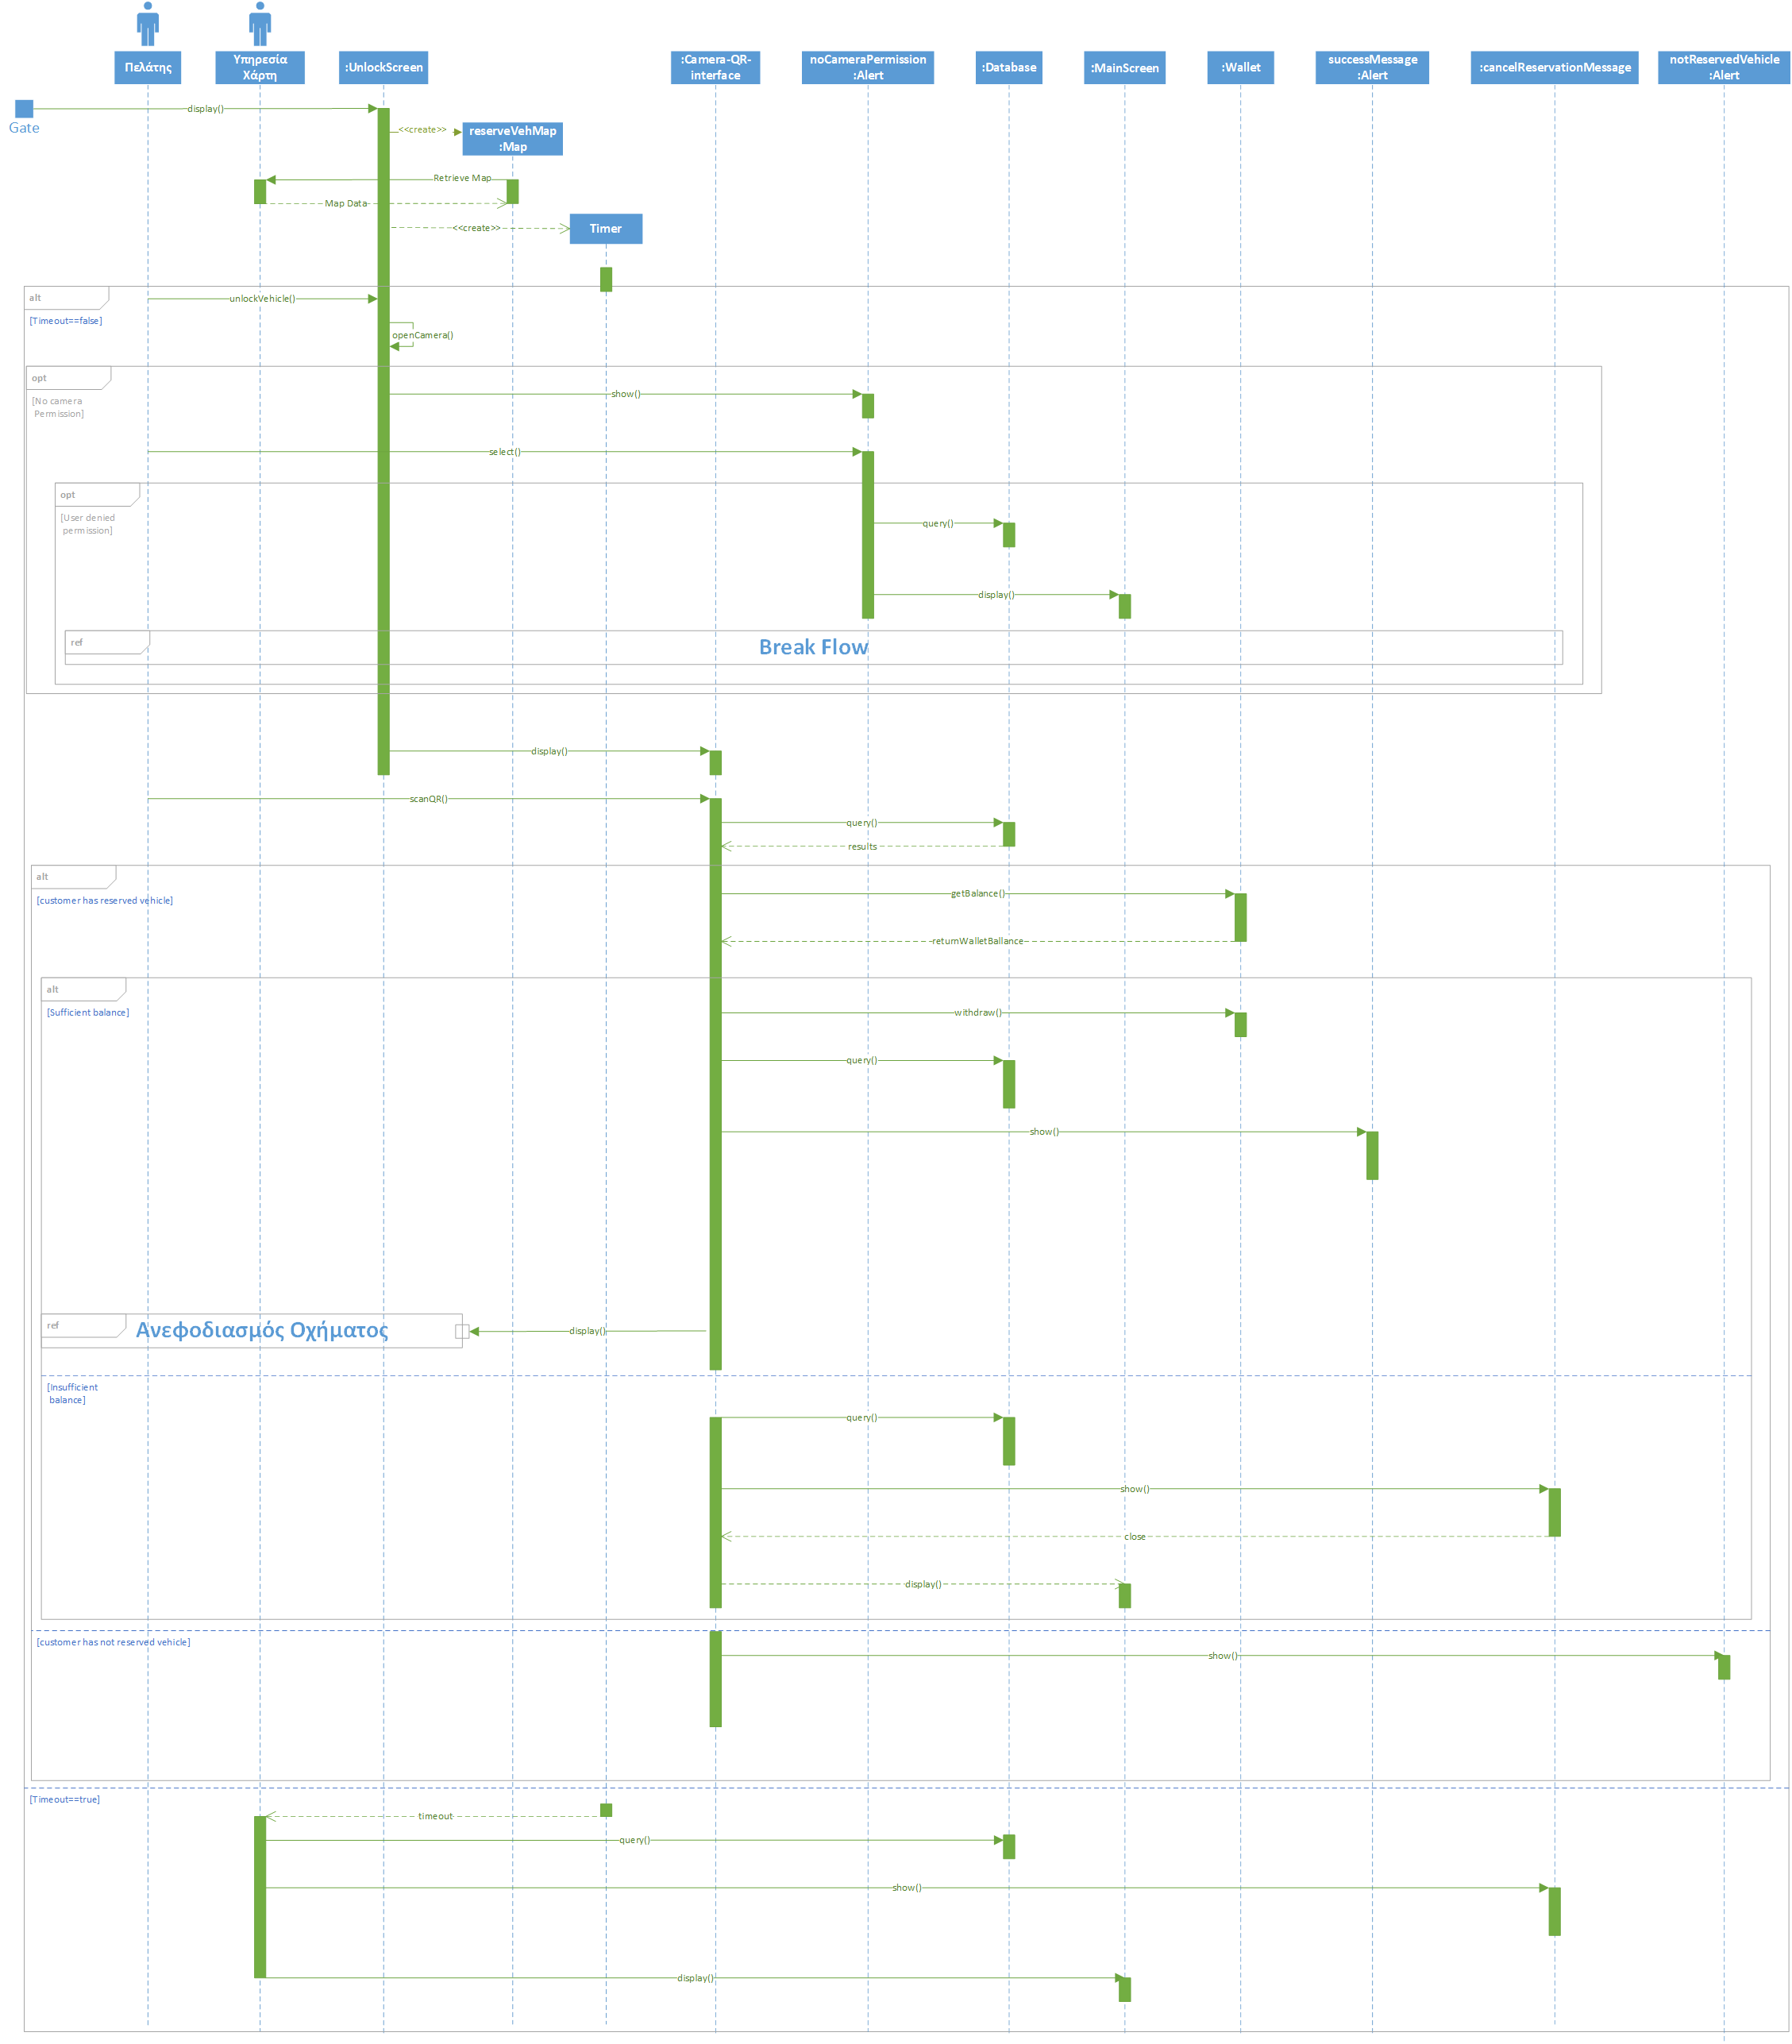 Πελάτης
Υπηρεσία
Χάρτη
:UnlockScreen
:Camera-QR-
interface
noCameraPermission
:Alert
:Database
:MainScreen
:Wallet
successMessage
:Alert
:cancelReservationMessage
notReservedVehicle
:Alert
Gate
display()
<<create>>
reserveVehMap
:Map
Retrieve Map
Map Data
<<create>>
Timer
alt
[Timeout==false]
unlockVehicle()
openCamera()
opt
[No camera
Permission]
show()
select()
opt
[User denied
permission]
query()
display()
ref
Break Flow
display()
scanQR()
query()
results
alt
[customer has reserved vehicle]
getBalance()
returnWalletBallance
alt
[Sufficient balance]
withdraw()
query()
show()
ref
Ανεφοδιασμός Οχήματος
display()
[Insufficient
balance]
query()
show()
close
display()
[customer has not reserved vehicle]
show()
[Timeout==true]
timeout
query()
show()
display()